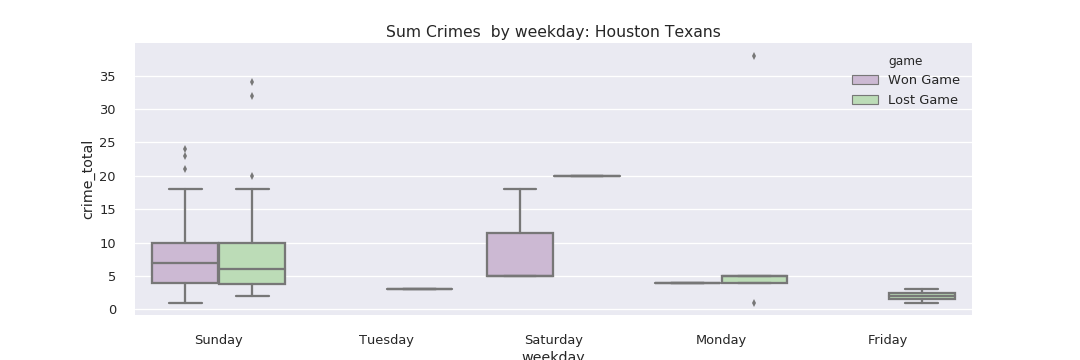 Sum Crimes  by weekday: Houston Texans
game
Won Game
Lost Game
crime_total
35
30
25
20
15
10
5
0
Sunday Tuesday Saturday Monday Friday
weekday